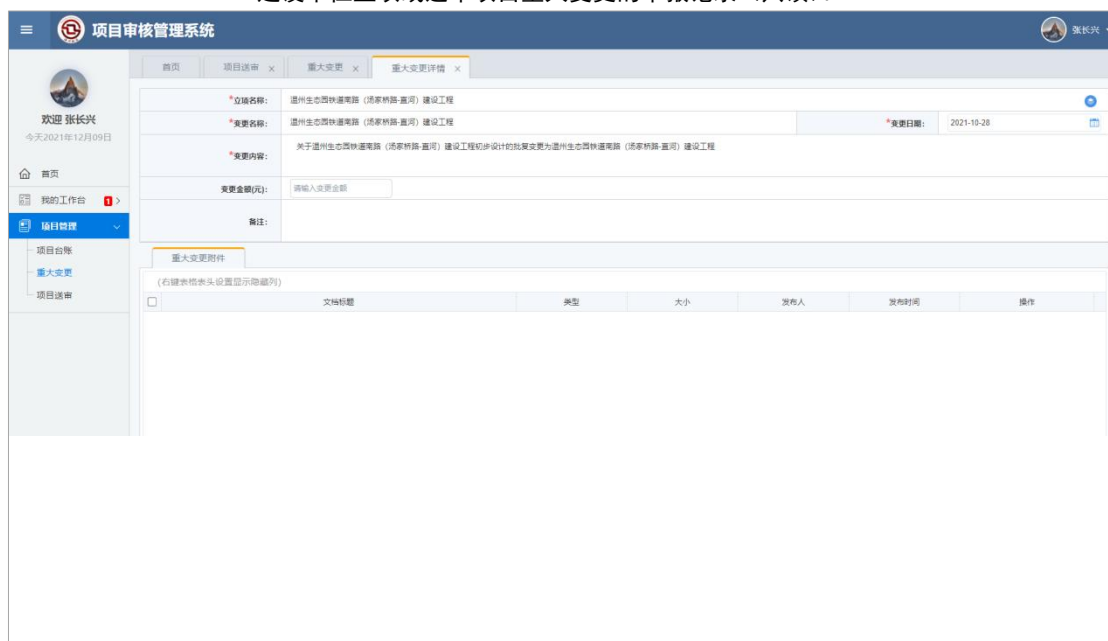 项目审核管理系统
张长兴
首页 项目送审 × 重大变更 × 重大变更详情 ×
欢迎 张长兴
今天2021年12月09日
首页
我的工作台 1 >
项目管理
项目台账
重大变更
项目送审
*立项名称: 温州生态园铁道南路（汤家桥路-直河）建设工程
*变更名称: 温州生态园铁道南路（汤家桥路-直河）建设工程 *变更日期: 2021-10-28
*变更内容: 关于温州生态园铁道南路（汤家桥路-直河）建设工程初步设计的批复变更为温州生态园铁道南路（汤家桥路-直河）建设工程
变更金额(元): 请输入变更金额
备注:
重大变更附件
(右键表格表头设置显示隐藏列)
文档标题 类型 大小 发布人 发布时间 操作